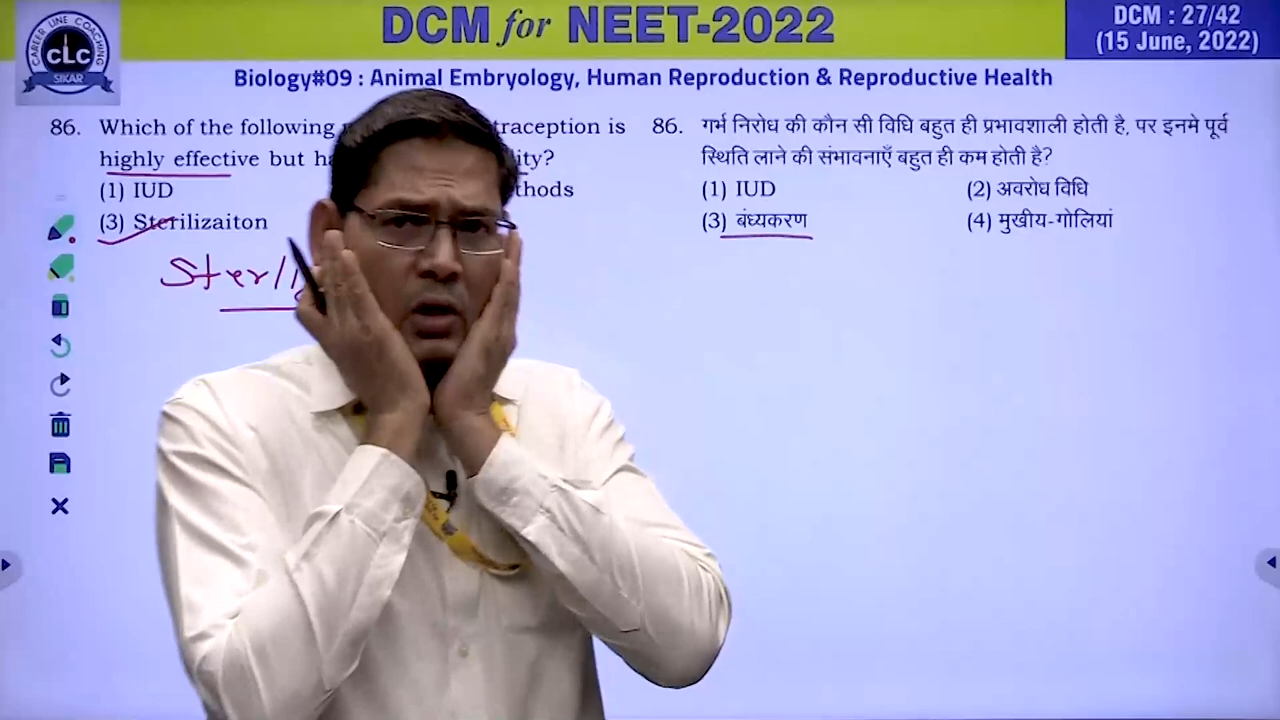 CAREER LINE COACHING
CLC
SIKAR
DCM for NEET-2022
DCM : 27/42
(15 June, 2022)
Biology#09 : Animal Embryology, Human Reproduction & Reproductive Health
86. Which of the following traception is
highly effective but ity?
(1) IUD thods
(3) Sterilizaiton
86. गर्भ निरोध की कौन सी विधि बहुत ही प्रभावशाली होती है, पर इनमे पूर्व
स्थिति लाने की संभावनाएँ बहुत ही कम होती है?
(1) IUD (2) अवरोध विधि
(3) बंध्यकरण (4) मुखीय-गोलियां